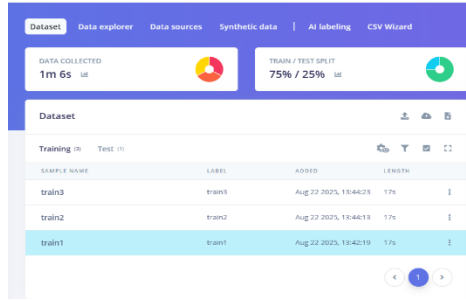 Dataset Data explorer Data sources Synthetic data | AI labeling CSV Wizard
DATA COLLECTED
1m 6s
TRAIN / TEST SPLIT
75% / 25%
Dataset
Training (3) Test (1)
SAMPLE NAME LABEL ADDED LENGTH
train3 train3 Aug 22 2025, 13:44:23 17s
train2 train2 Aug 22 2025, 13:44:13 17s
train1 train1 Aug 22 2025, 13:42:19 17s
< 1 >